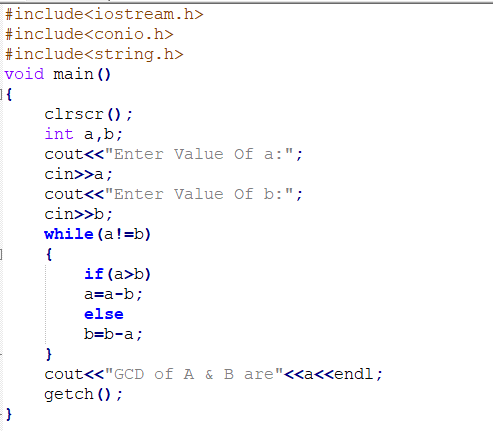 #include<iostream.h>
#include<conio.h>
#include<string.h>
void main()
{
clrscr();
int a,b;
cout<<"Enter Value Of a:";
cin>>a;
cout<<"Enter Value Of b:";
cin>>b;
while(a!=b)
{
if(a>b)
a=a-b;
else
b=b-a;
}
cout<<"GCD of A & B are"<<a<<endl;
getch();
}